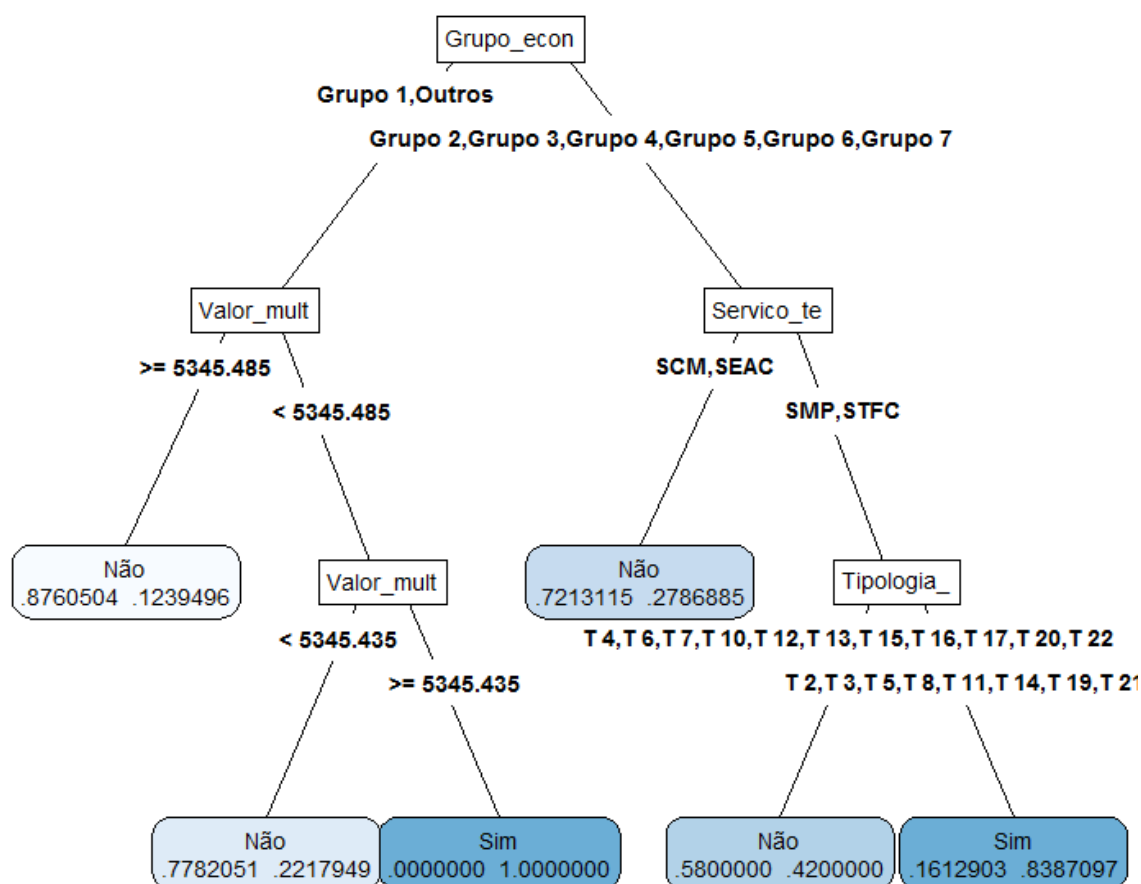 Grupo_econ
Grupo 1,Outros
Grupo 2,Grupo 3,Grupo 4,Grupo 5,Grupo 6,Grupo 7
Valor_mult
Servico_te
>= 5345.485
SCM,SEAC
< 5345.485
SMP,STFC
Não
.8760504 .1239496
Valor_mult
Não
.7213115 .2786885
Tipologia_
< 5345.435
T 4,T 6,T 7,T 10,T 12,T 13,T 15,T 16,T 17,T 20,T 22
>= 5345.435
T 2,T 3,T 5,T 8,T 11,T 14,T 19,T 21
Não
.7782051 .2217949
Sim
.0000000 1.0000000
Não
.5800000 .4200000
Sim
.1612903 .8387097